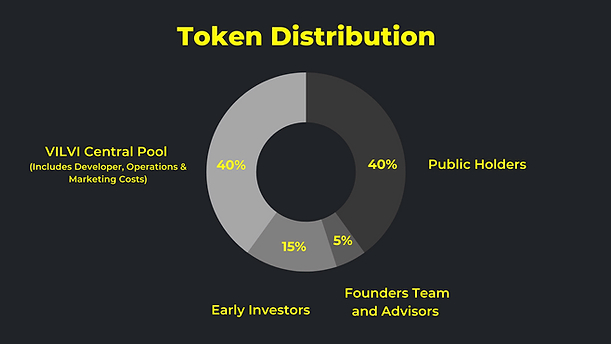 Token Distribution
VILVI Central Pool
(Includes Developer, Operations &
Marketing Costs)
40%
40%
Public Holders
15%
5%
Early Investors
Founders Team
and Advisors